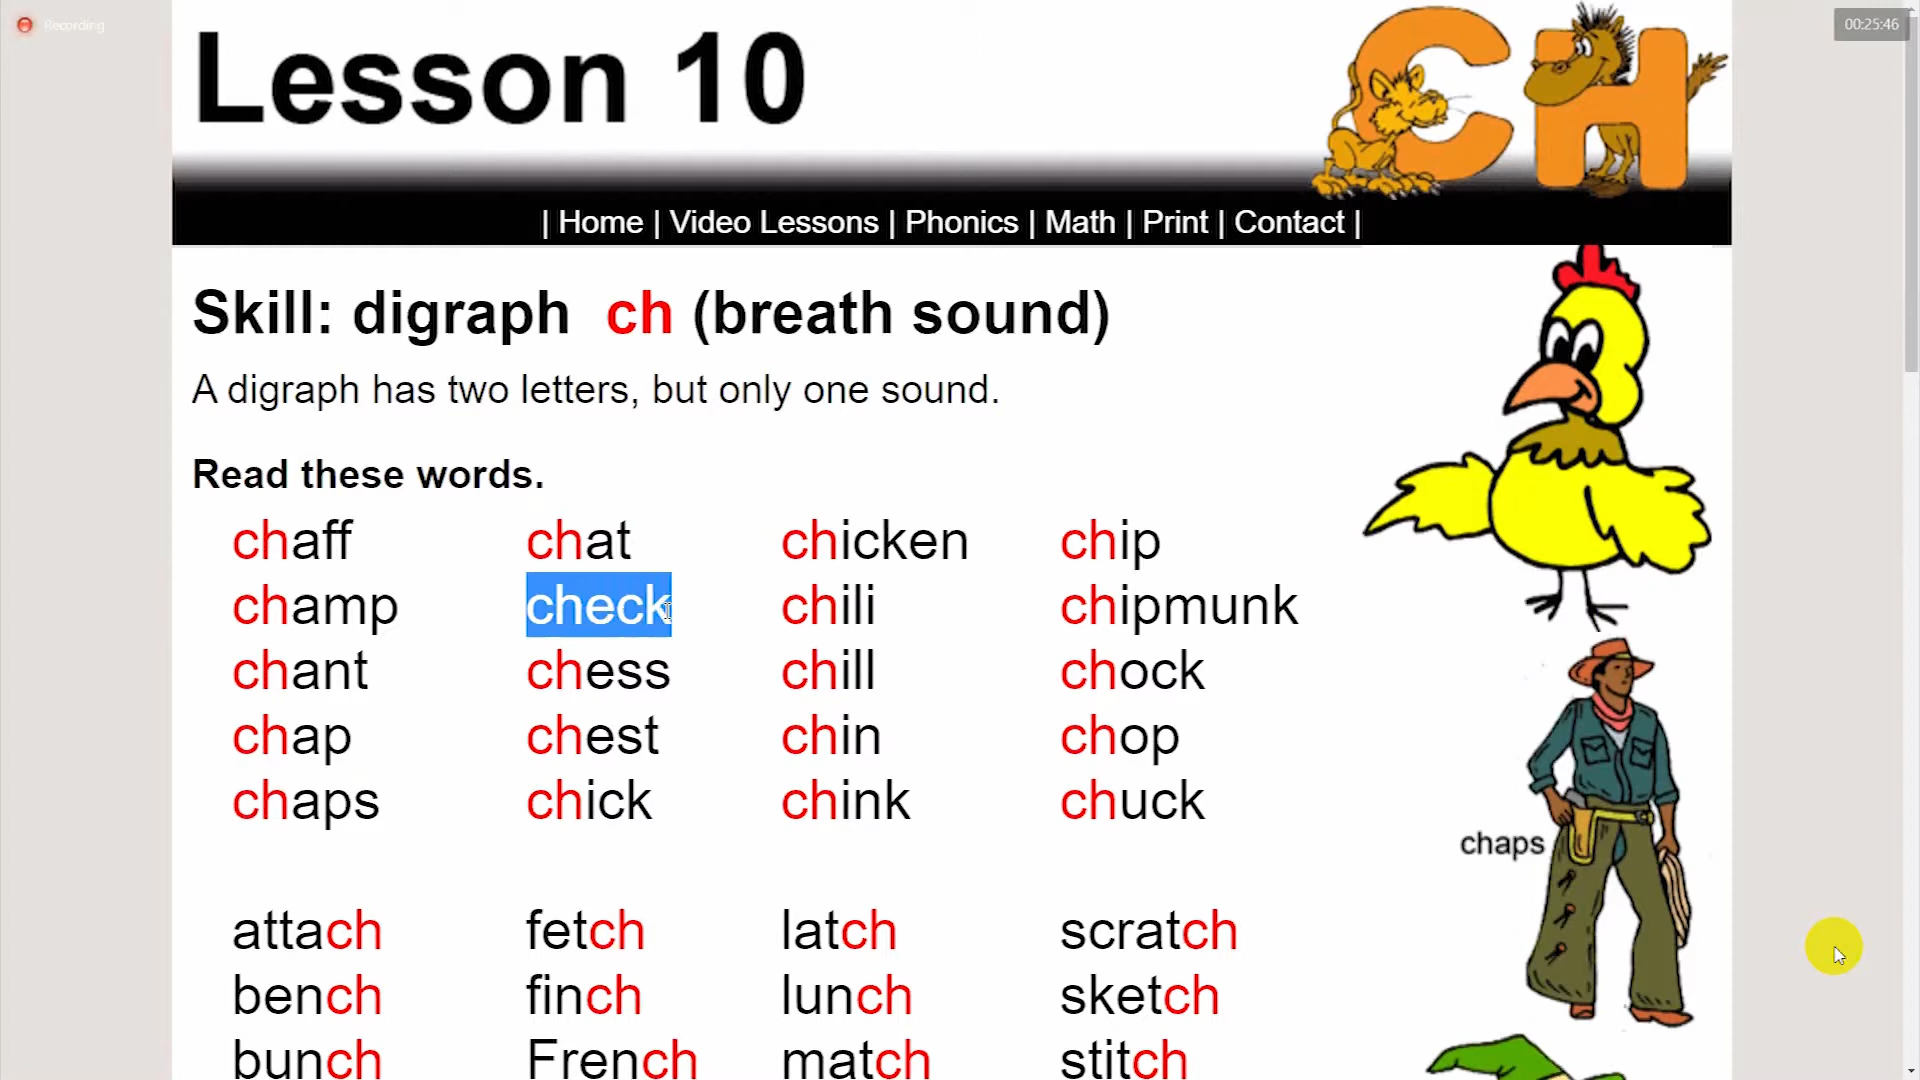 Recording
00:25:46
Lesson 10
CH
| Home | Video Lessons | Phonics | Math | Print | Contact |
Skill: digraph ch (breath sound)
A digraph has two letters, but only one sound.
Read these words.
chaff chat chicken chip
champ check chili chipmunk
chant chess chill chock
chap chest chin chop
chaps chick chink chuck
chaps
attach fetch latch scratch
bench finch lunch sketch
bunch French match stitch